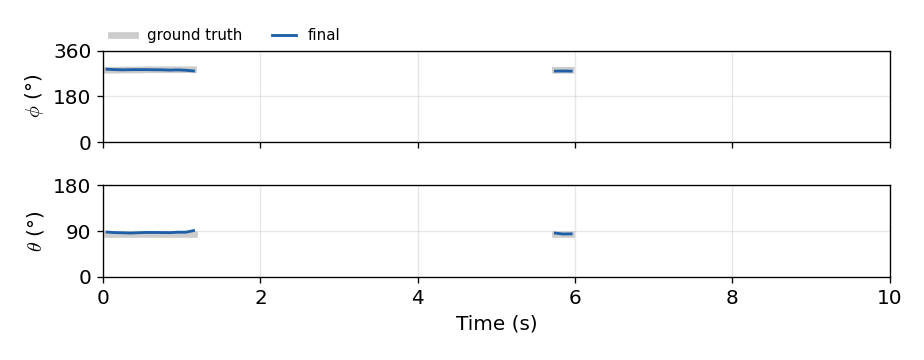 ground truth final
360
180
0
ϕ (°)
180
90
0
θ (°)
0 2 4 6 8 10
Time (s)